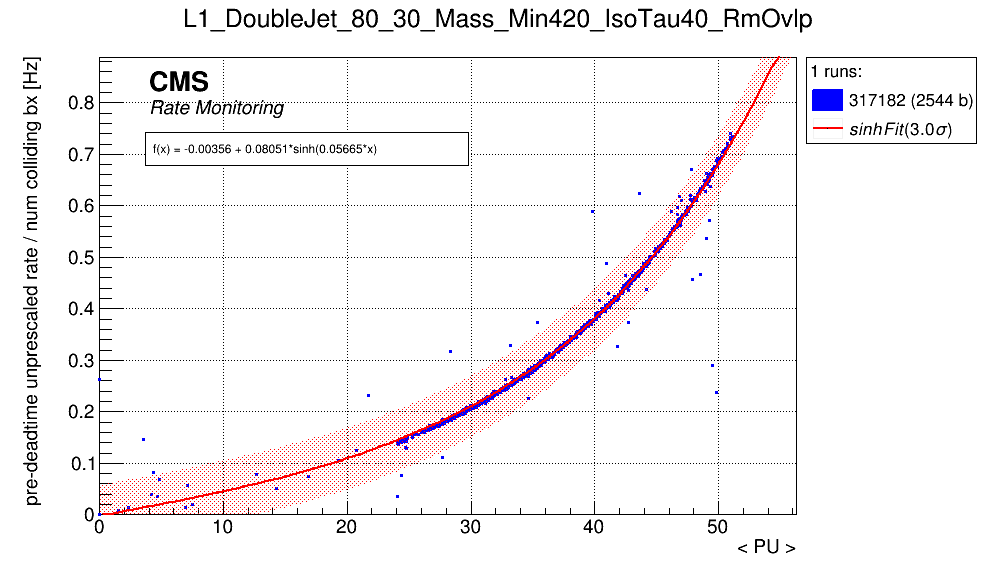 L1_DoubleJet_80_30_Mass_Min420_IsoTau40_RmOvlp
pre-deadtime unprescaled rate / num colliding bx [Hz]
CMS
Rate Monitoring
f(x) = -0.00356 + 0.08051*sinh(0.05665*x)
1 runs:
317182 (2544 b)
sinhFit(3.0σ)
0.8
0.7
0.6
0.5
0.4
0.3
0.2
0.1
0
0 10 20 30 40 50
< PU >